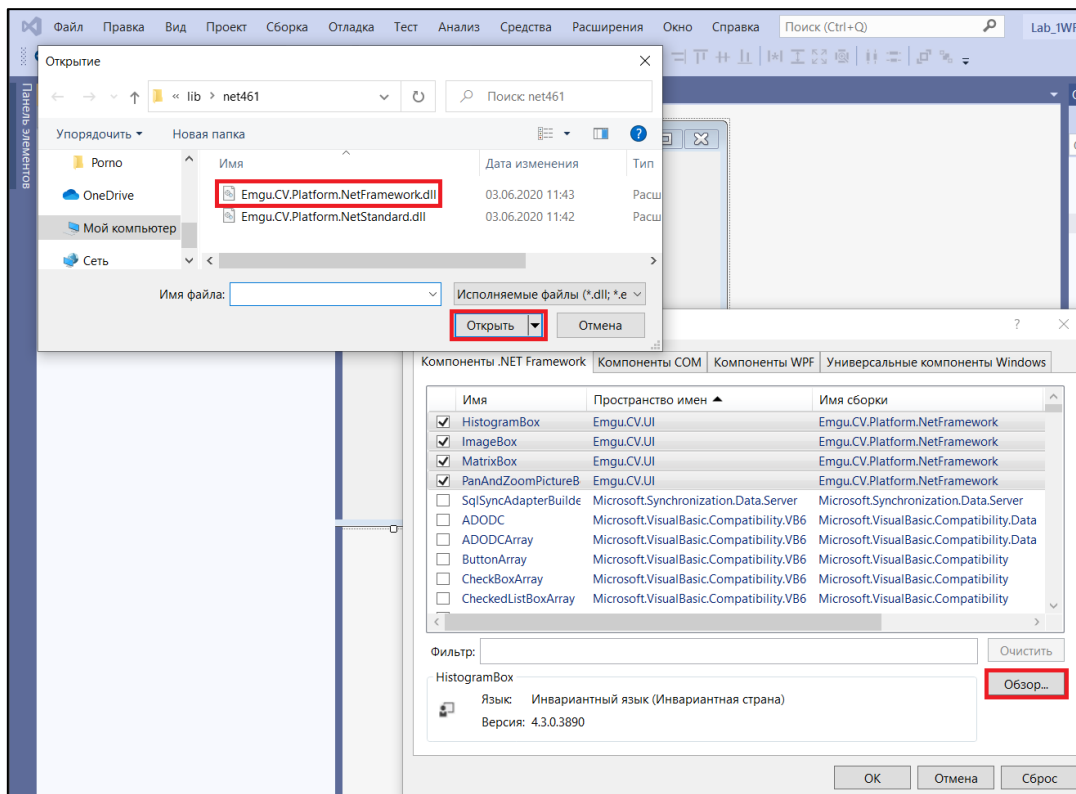 Файл Правка Вид Проект Сборка Отладка Тест Анализ Средства Расширения Окно Справка Поиск (Ctrl+Q) Lab_1WF
Панель элементов
Открытие
« lib > net461 Поиск: net461
Упорядочить Новая папка
Имя Дата изменения Тип
Porno
OneDrive
Мой компьютер
Сеть
Emgu.CV.Platform.NetFramework.dll 03.06.2020 11:43 Расш
Emgu.CV.Platform.NetStandard.dll 03.06.2020 11:42 Расш
Имя файла: Исполняемые файлы (*.dll; *.e
Открыть Отмена
Компоненты .NET Framework Компоненты COM Компоненты WPF Универсальные компоненты Windows
Имя Пространство имен Имя сборки
HistogramBox Emgu.CV.UI Emgu.CV.Platform.NetFramework
ImageBox Emgu.CV.UI Emgu.CV.Platform.NetFramework
MatrixBox Emgu.CV.UI Emgu.CV.Platform.NetFramework
PanAndZoomPictureB Emgu.CV.UI Emgu.CV.Platform.NetFramework
SqlSyncAdapterBuilde Microsoft.Synchronization.Data.Server Microsoft.Synchronization.Data.Server
ADODC Microsoft.VisualBasic.Compatibility.VB6 Microsoft.VisualBasic.Compatibility.Data
ADODCArray Microsoft.VisualBasic.Compatibility.VB6 Microsoft.VisualBasic.Compatibility.Data
ButtonArray Microsoft.VisualBasic.Compatibility.VB6 Microsoft.VisualBasic.Compatibility
CheckBoxArray Microsoft.VisualBasic.Compatibility.VB6 Microsoft.VisualBasic.Compatibility
CheckedListBoxArray Microsoft.VisualBasic.Compatibility.VB6 Microsoft.VisualBasic.Compatibility
Фильтр: Очистить
HistogramBox
Обзор...
Язык: Инвариантный язык (Инвариантная страна)
Версия: 4.3.0.3890
OK Отмена Сброс